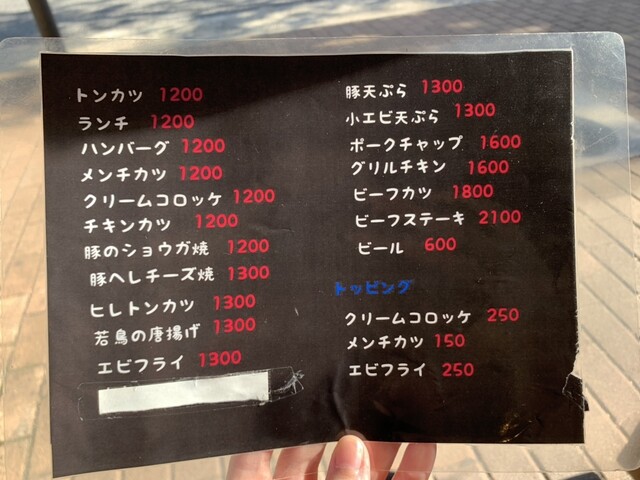 トンカツ 1200
ランチ 1200
ハンバーグ 1200
メンチカツ 1200
クリームコロッケ 1200
チキンカツ 1200
豚のショウガ焼 1200
豚ヘレチーズ焼 1300
ヒレトンカツ 1300
若鳥の唐揚げ 1300
エビフライ 1300
豚天ぷら 1300
小エビ天ぷら 1300
ポークチャップ 1600
グリルチキン 1600
ビーフカツ 1800
ビーフステーキ 2100
ビール 600
トッピング
クリームコロッケ 250
メンチカツ 150
エビフライ 250